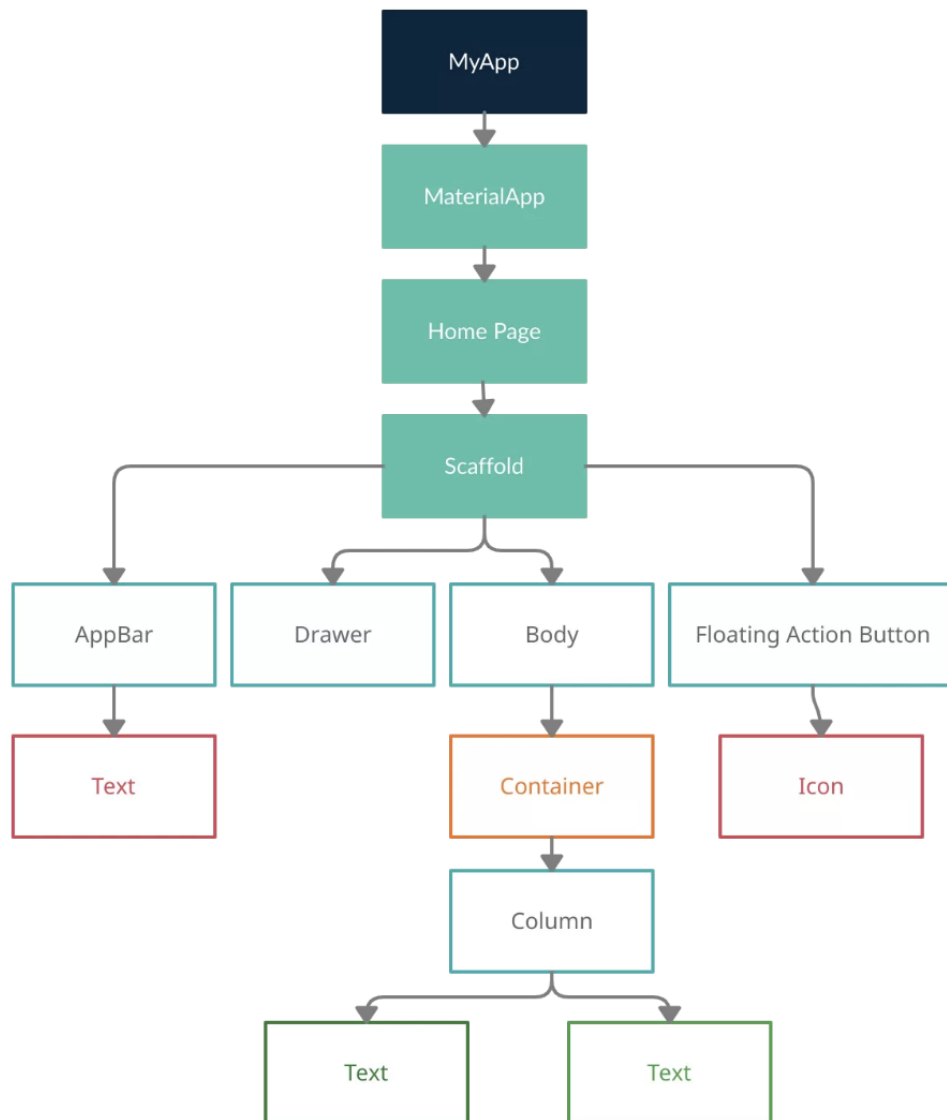 MyApp
MaterialApp
Home Page
Scaffold
AppBar
Drawer
Body
Floating Action Button
Text
Container
Icon
Column
Text
Text